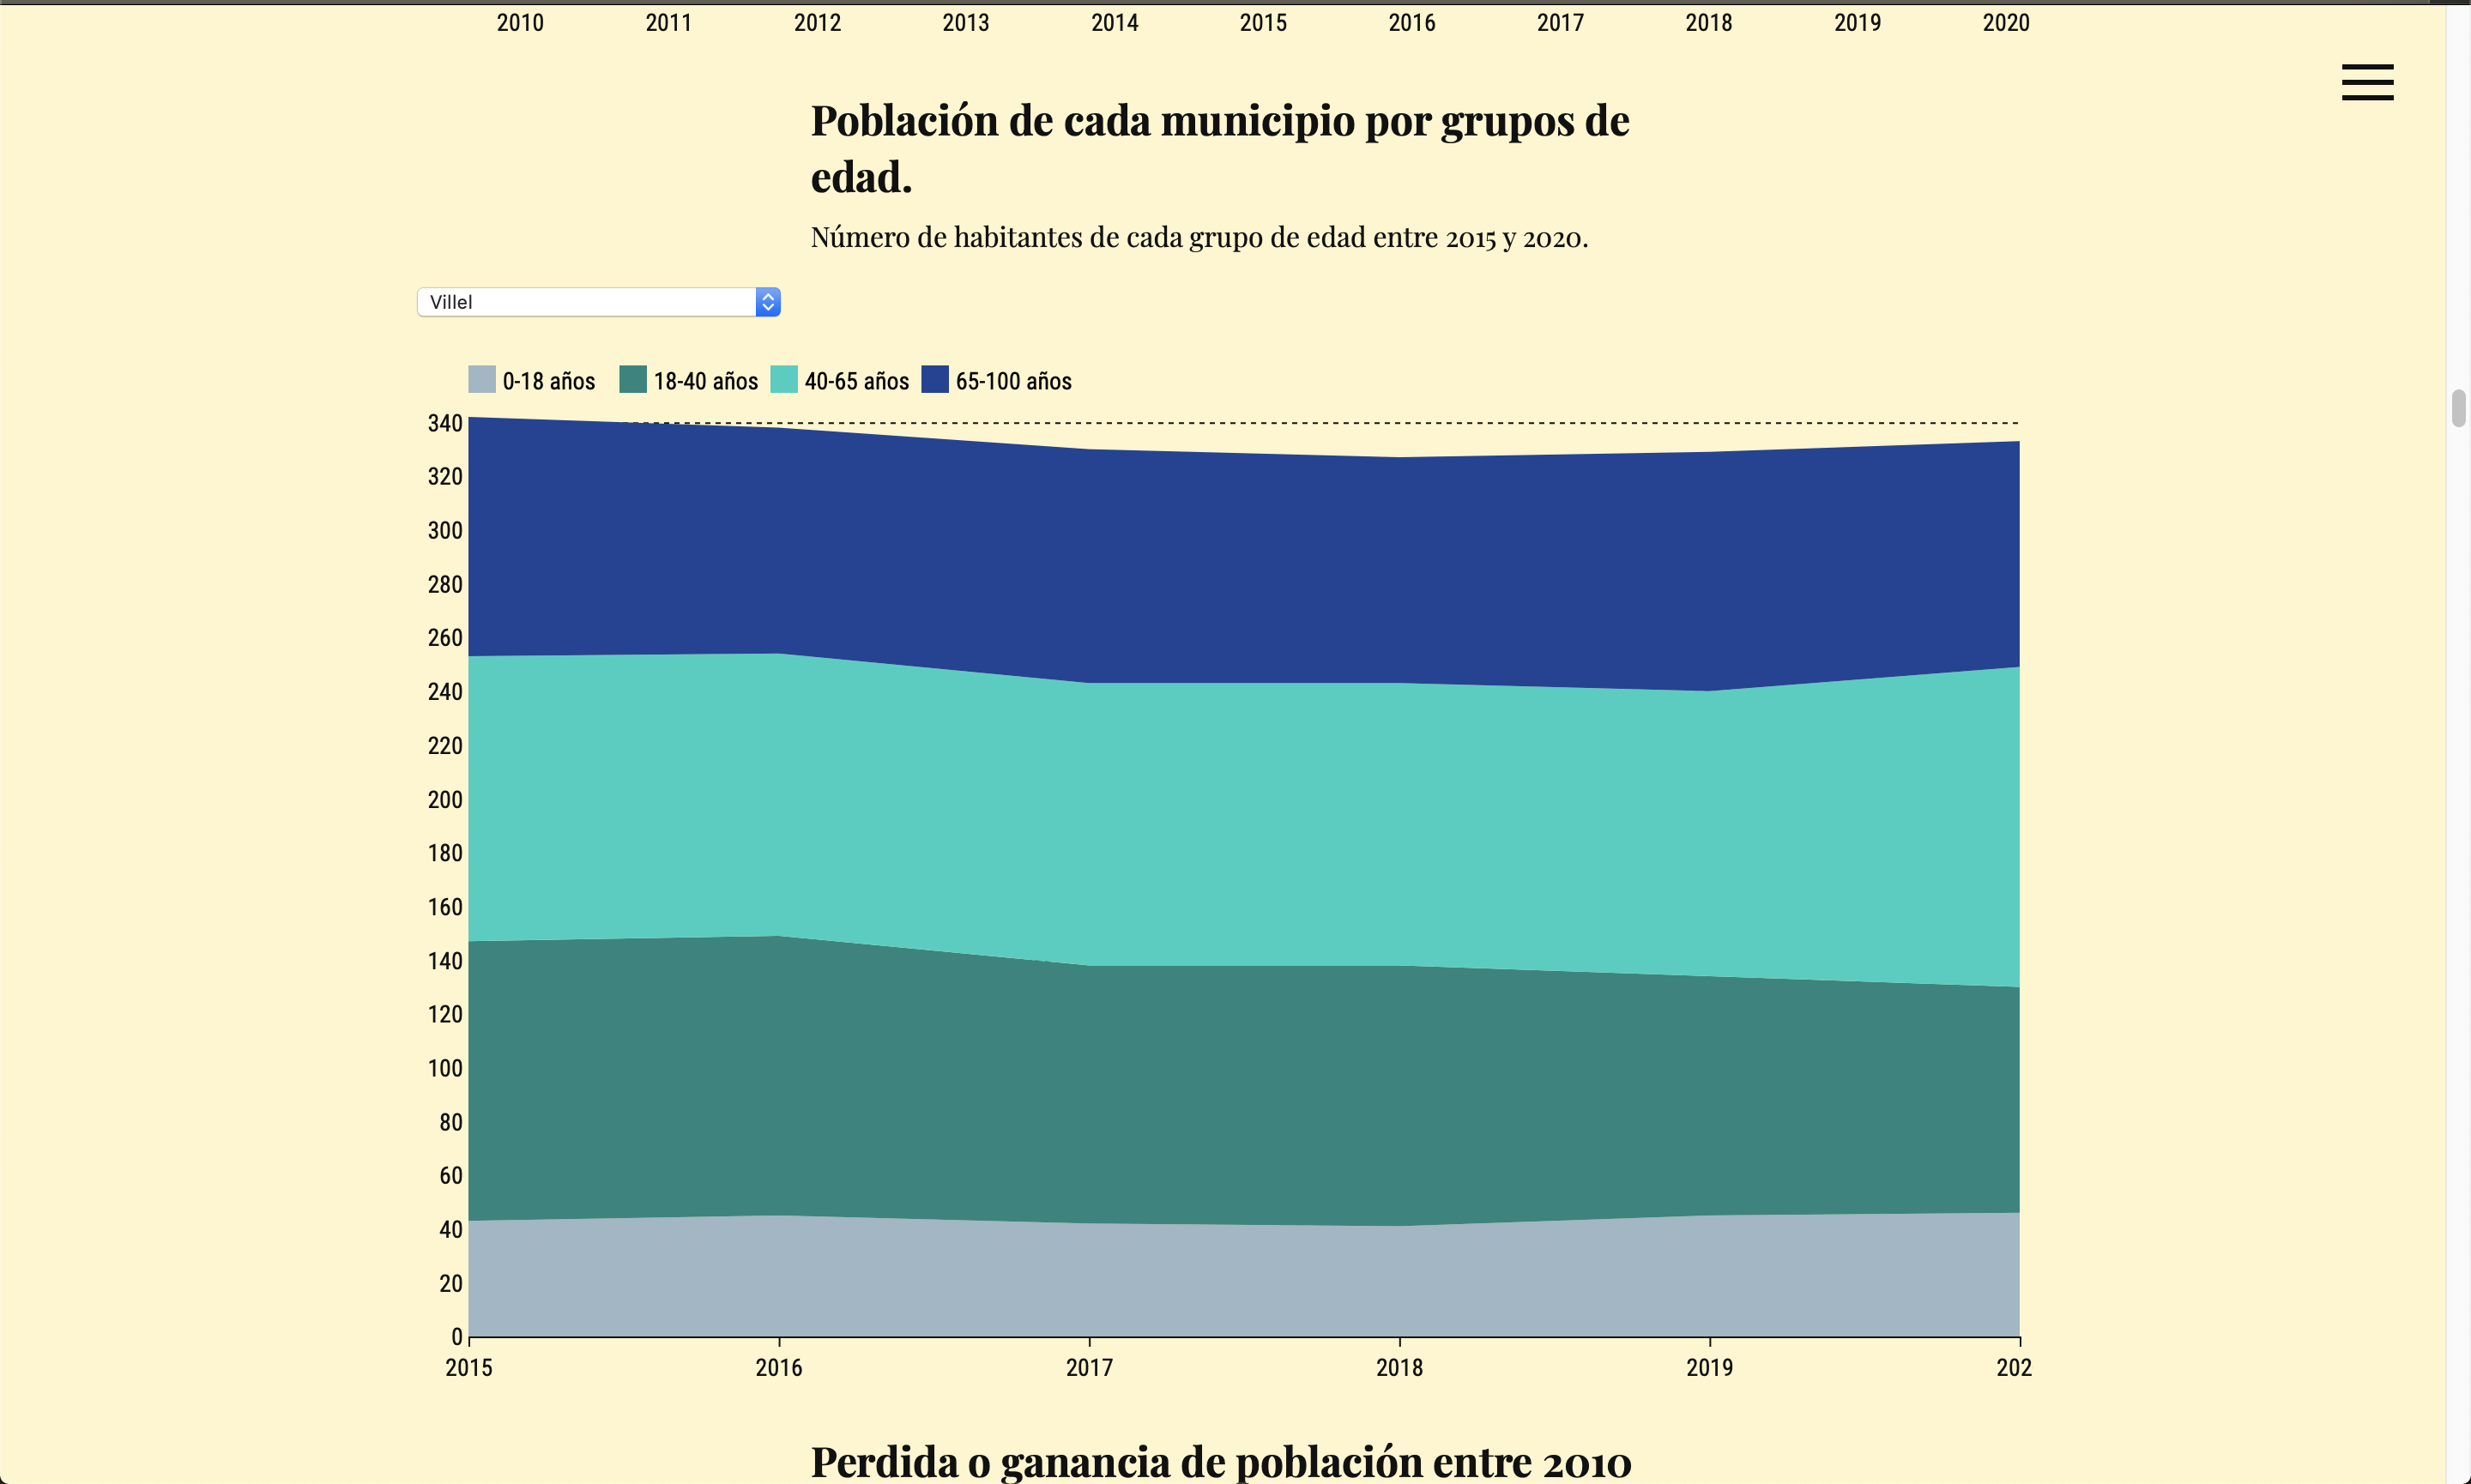 2010 2011 2012 2013 2014 2015 2016 2017 2018 2019 2020
Población de cada municipio por grupos de
edad.
Número de habitantes de cada grupo de edad entre 2015 y 2020.
Villel
0-18 años 18-40 años 40-65 años 65-100 años
340
320
300
280
260
240
220
200
180
160
140
120
100
80
60
40
20
0
2015 2016 2017 2018 2019 202
Perdida o ganancia de población entre 2010